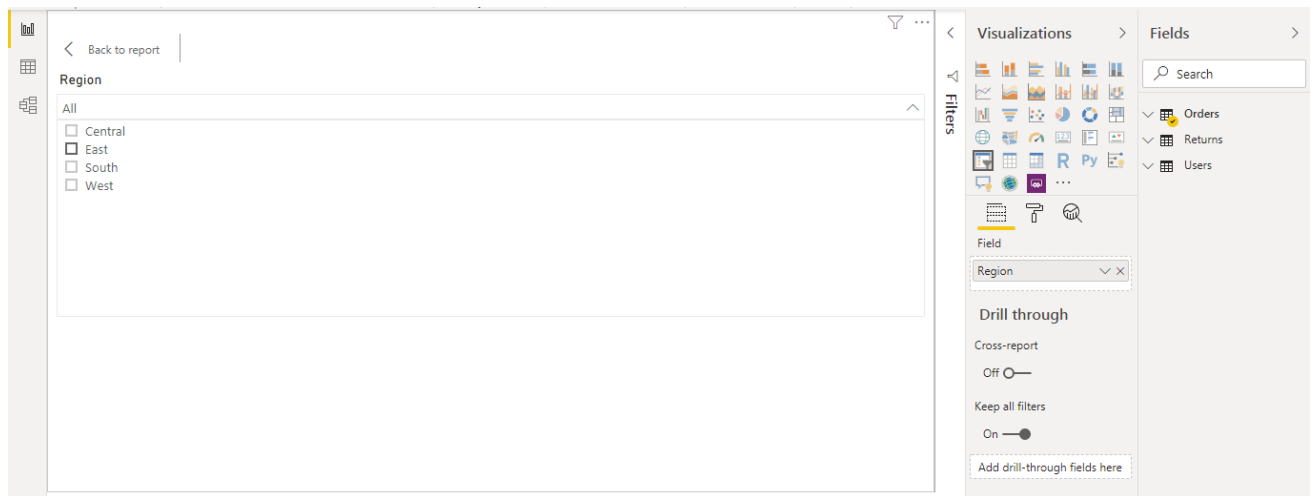 Back to report
Region
All
Central
East
South
West
Filters
Visualizations
123
R
Py
...
Field
Region
Drill through
Cross-report
Off
Keep all filters
On
Add drill-through fields here
Fields
Search
Orders
Returns
Users